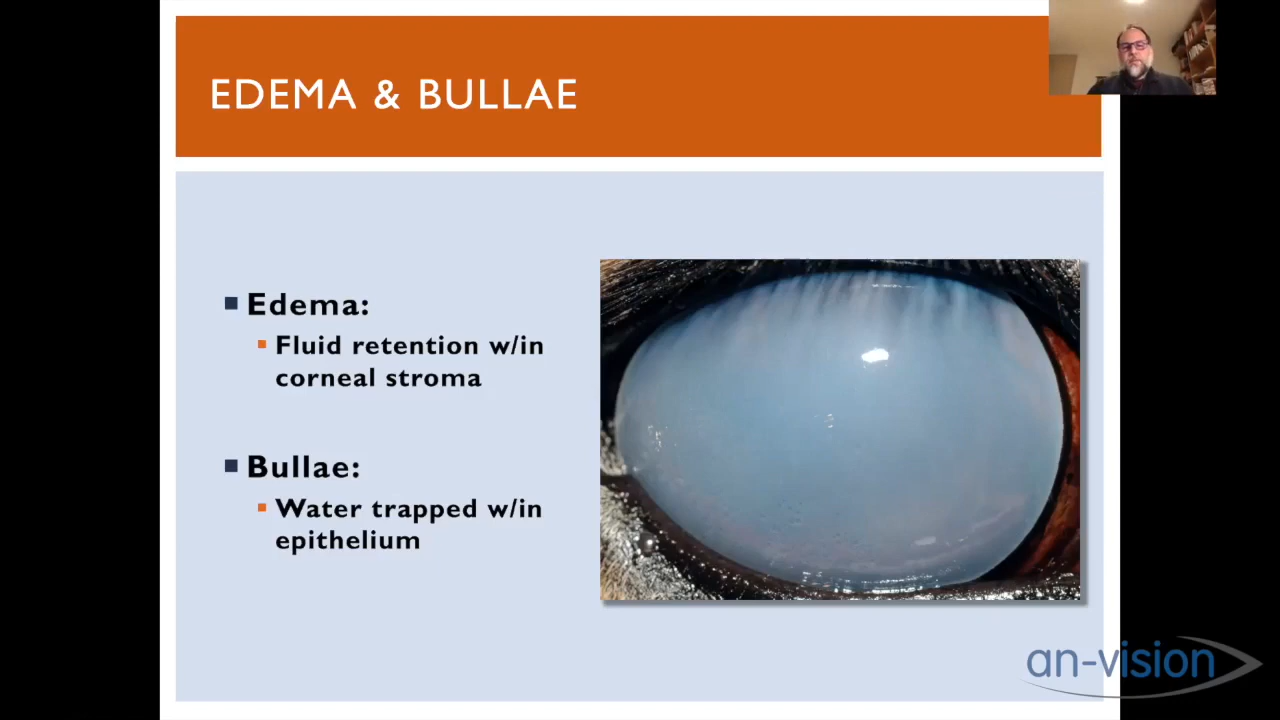 EDEMA & BULLAE
Edema:
Fluid retention w/in
corneal stroma
Bullae:
Water trapped w/in
epithelium
an-vision